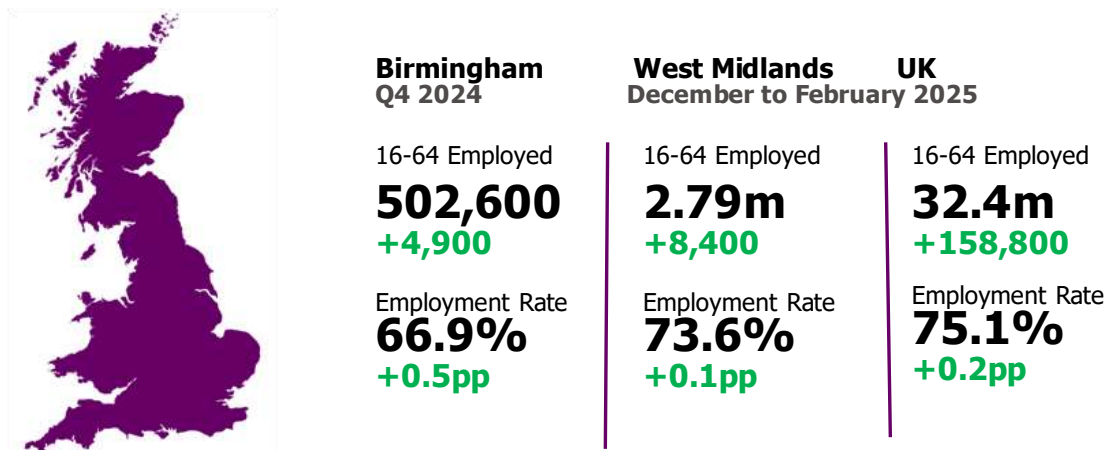 Birmingham
Q4 2024
16-64 Employed
502,600
+4,900
Employment Rate
66.9%
+0.5pp
West Midlands UK
December to February 2025
16-64 Employed
2.79m
+8,400
Employment Rate
73.6%
+0.1pp
16-64 Employed
32.4m
+158,800
Employment Rate
75.1%
+0.2pp